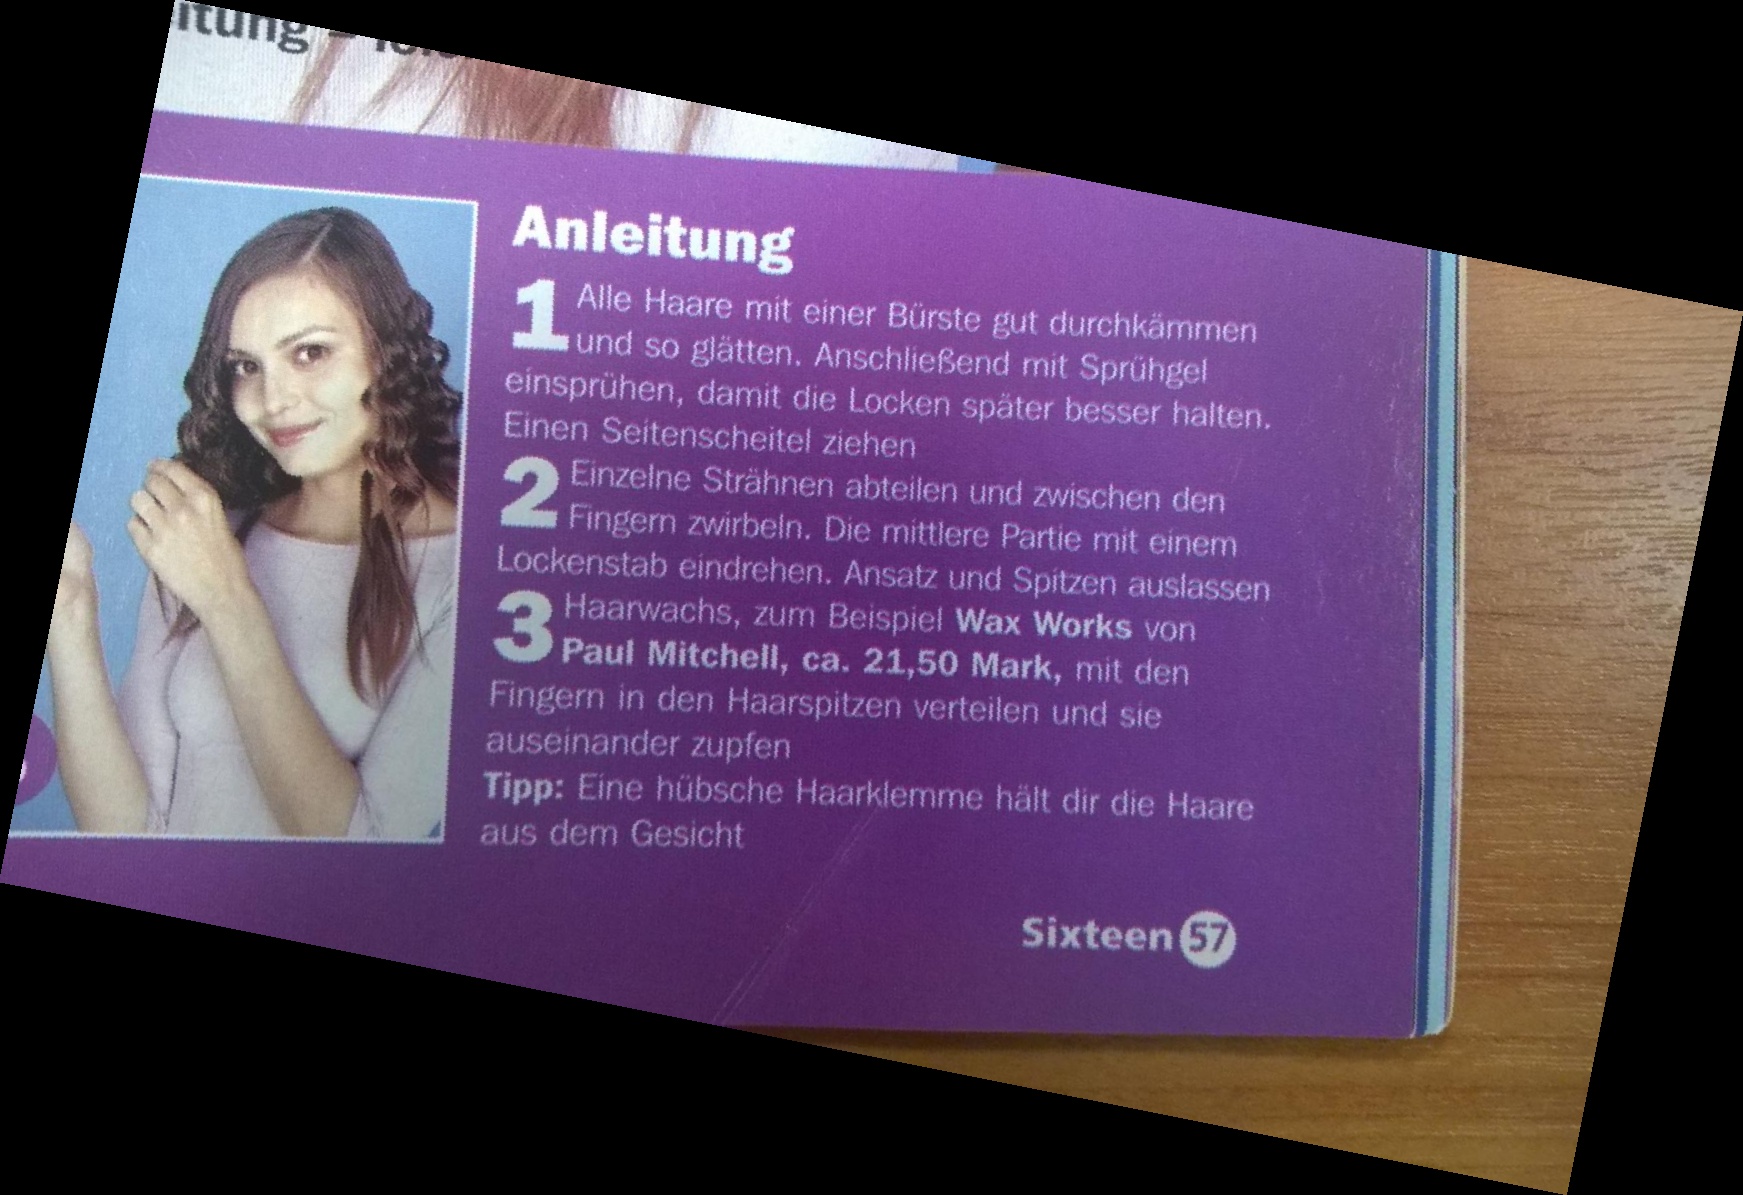 Anleitung
1 Alle Haare mit einer Bürste gut durchkämmen
und so glätten. Anschließend mit Sprühgel
einsprühen, damit die Locken später besser halten.
Einen Seitenscheitel ziehen
2 Einzelne Strähnen abteilen und zwischen den
Fingern zwirbeln. Die mittlere Partie mit einem
Lockenstab eindrehen. Ansatz und Spitzen auslassen
3 Haarwachs, zum Beispiel Wax Works von
Paul Mitchell, ca. 21,50 Mark, mit den
Fingern in den Haarspitzen verteilen und sie
auseinander zupfen
Tipp: Eine hübsche Haarklemme hält dir die Haare
aus dem Gesicht
Sixteen 57